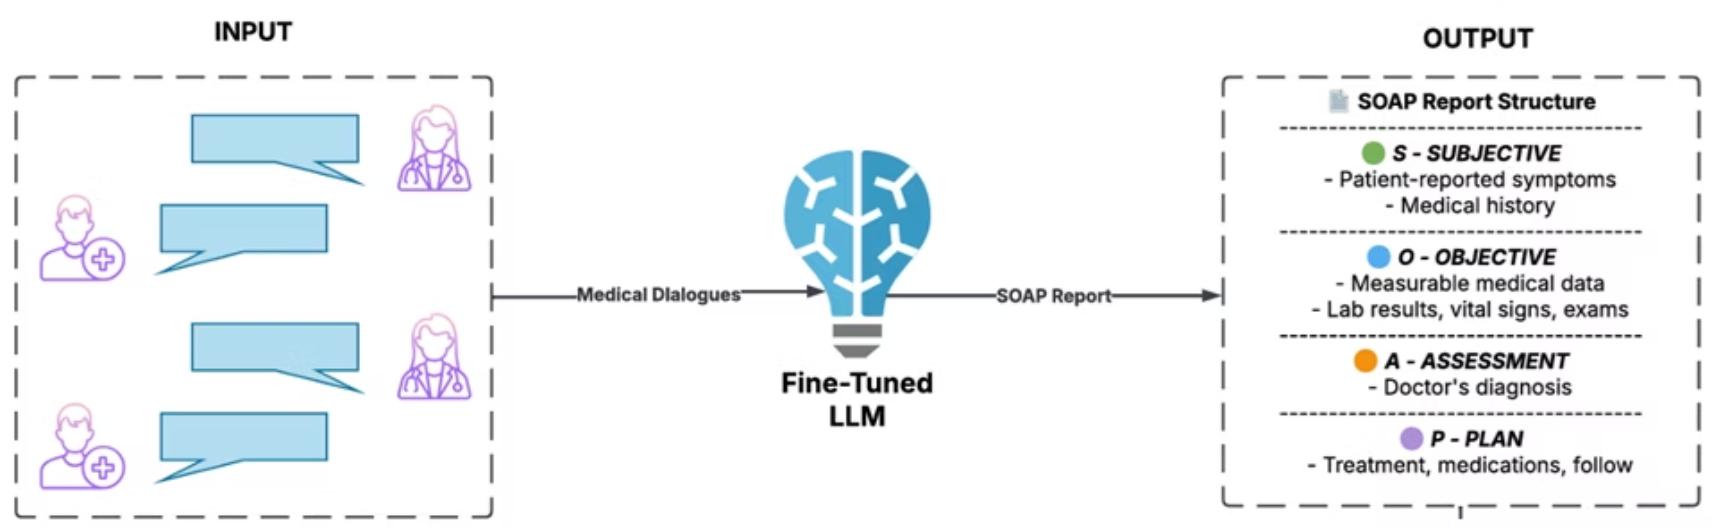 INPUT
OUTPUT
SOAP Report Structure
S - SUBJECTIVE
- Patient-reported symptoms
- Medical history
O - OBJECTIVE
- Measurable medical data
- Lab results, vital signs, exams
A - ASSESSMENT
- Doctor's diagnosis
P - PLAN
- Treatment, medications, follow
Medical DIalogues
SOAP Report
Fine-Tuned
LLM